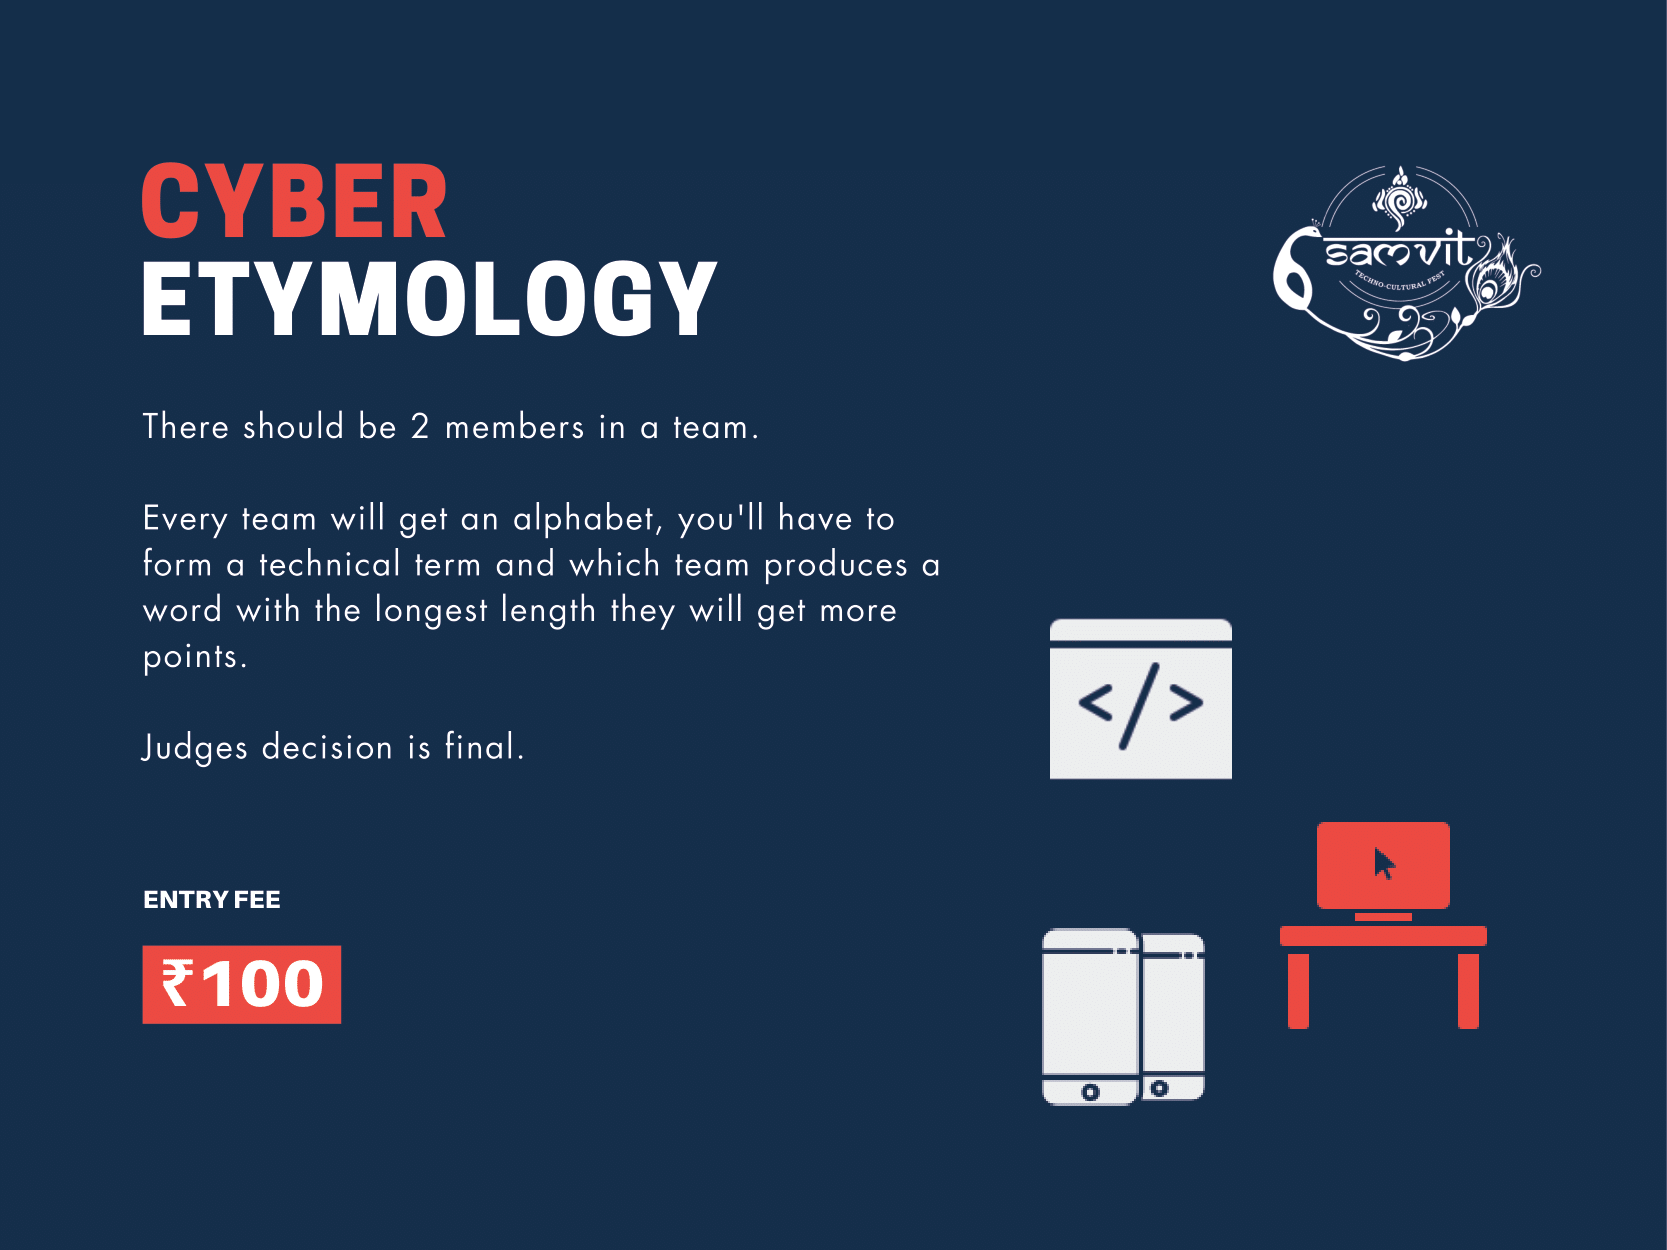 CYBER
ETYMOLOGY
samvit
TECHNO-CULTURAL FEST
There should be 2 members in a team.
Every team will get an alphabet, you'll have to
form a technical term and which team produces a
word with the longest length they will get more
points.
Judges decision is final.
</>
ENTRY FEE
₹100